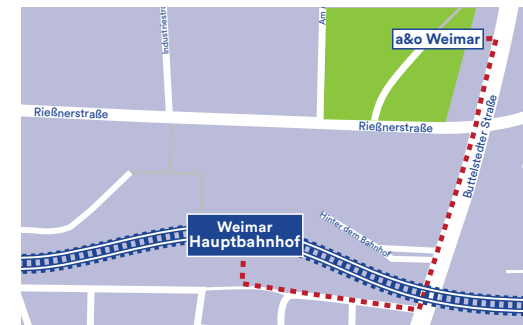 Industriestr
Am
a&o Weimar
Rießnerstraße
Rießnerstraße
Buttelstedter Straße
Weimar
Hauptbahnhof
Hinter dem Bahnhof